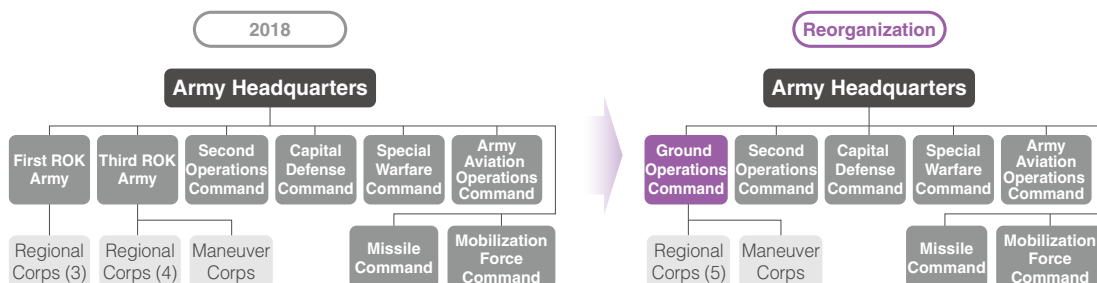 2018
Army Headquarters
First ROK
Army
Third ROK
Army
Second
Operations
Command
Capital
Defense
Command
Special
Warfare
Command
Army
Aviation
Operations
Command
Regional
Corps (3)
Regional
Corps (4)
Maneuver
Corps
Missile
Command
Mobilization
Force
Command
Reorganization
Army Headquarters
Ground
Operations
Command
Second
Operations
Command
Capital
Defense
Command
Special
Warfare
Command
Army
Aviation
Operations
Command
Regional
Corps (5)
Maneuver
Corps
Missile
Command
Mobilization
Force
Command